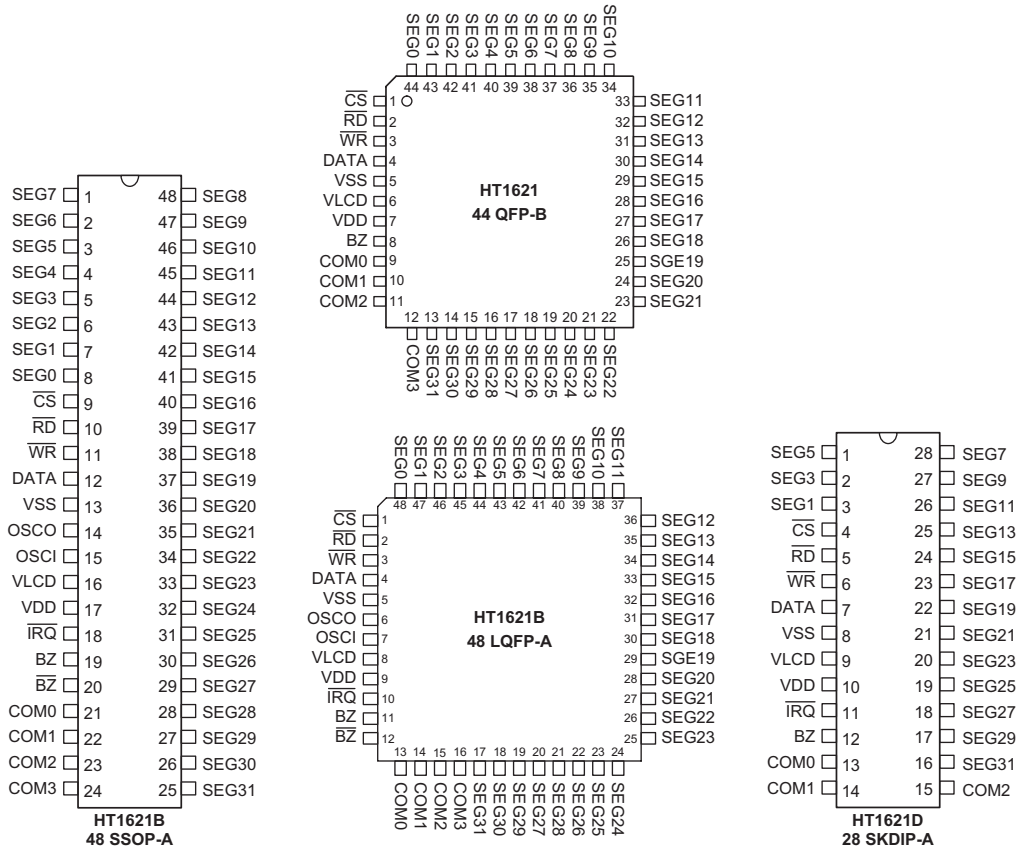 SEG0 SEG1 SEG2 SEG3 SEG4 SEG5 SEG6 SEG7 SEG8 SEG9 SEG10
44 43 42 41 40 39 38 37 36 35 34
CS 1 33 SEG11
RD 2 32 SEG12
WR 3 31 SEG13
DATA 4 30 SEG14
VSS 5 29 SEG15
VLCD 6 28 SEG16
VDD 7 27 SEG17
BZ 8 26 SEG18
COM0 9 25 SGE19
COM1 10 24 SEG20
COM2 11 23 SEG21
HT1621
44 QFP-B
12 13 14 15 16 17 18 19 20 21 22
COM3 SEG31 SEG30 SEG29 SEG28 SEG27 SEG26 SEG25 SEG24 SEG23 SEG22
SEG7 1 48 SEG8
SEG6 2 47 SEG9
SEG5 3 46 SEG10
SEG4 4 45 SEG11
SEG3 5 44 SEG12
SEG2 6 43 SEG13
SEG1 7 42 SEG14
SEG0 8 41 SEG15
CS 9 40 SEG16
RD 10 39 SEG17
WR 11 38 SEG18
DATA 12 37 SEG19
VSS 13 36 SEG20
OSCO 14 35 SEG21
OSCI 15 34 SEG22
VLCD 16 33 SEG23
VDD 17 32 SEG24
IRQ 18 31 SEG25
BZ 19 30 SEG26
BZ 20 29 SEG27
COM0 21 28 SEG28
COM1 22 27 SEG29
COM2 23 26 SEG30
COM3 24 25 SEG31
HT1621B
48 SSOP-A
SEG0 SEG1 SEG2 SEG3 SEG4 SEG5 SEG6 SEG7 SEG8 SEG9 SEG10 SEG11
48 47 46 45 44 43 42 41 40 39 38 37
CS 1 36 SEG12
RD 2 35 SEG13
WR 3 34 SEG14
DATA 4 33 SEG15
VSS 5 32 SEG16
OSCO 6 31 SEG17
OSCI 7 30 SEG18
VLCD 8 29 SGE19
VDD 9 28 SEG20
IRQ 10 27 SEG21
BZ 11 26 SEG22
BZ 12 25 SEG23
HT1621B
48 LQFP-A
13 14 15 16 17 18 19 20 21 22 23 24
COM0 COM1 COM2 COM3 SEG31 SEG30 SEG29 SEG27 SEG28 SEG26 SEG25 SEG24
SEG5 1 28 SEG7
SEG3 2 27 SEG9
SEG1 3 26 SEG11
CS 4 25 SEG13
RD 5 24 SEG15
WR 6 23 SEG17
DATA 7 22 SEG19
VSS 8 21 SEG21
VLCD 9 20 SEG23
VDD 10 19 SEG25
IRQ 11 18 SEG27
BZ 12 17 SEG29
COM0 13 16 SEG31
COM1 14 15 COM2
HT1621D
28 SKDIP-A